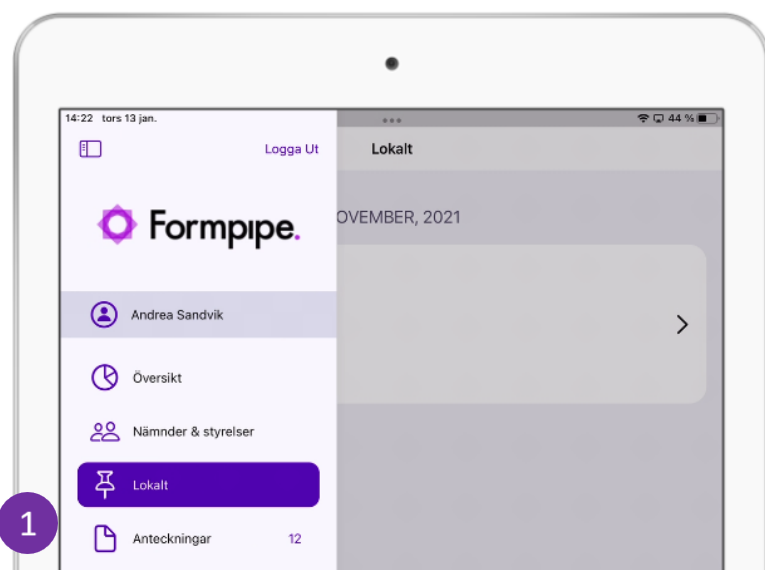 14:22 tors 13 jan.
44 %
Logga Ut
Lokalt
Formpipe.
OVEMBER, 2021
Andrea Sandvik
Översikt
Nämnder & styrelser
Lokalt
1
Anteckningar 12